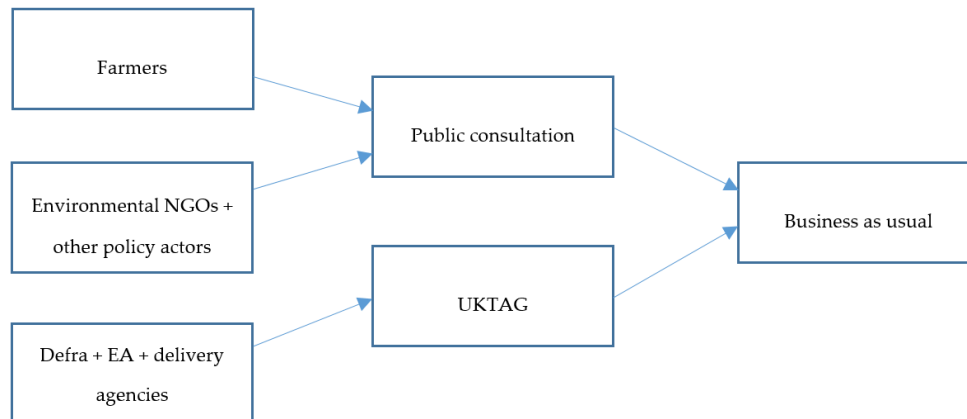 Farmers
Public consultation
Environmental NGOs +
other policy actors
Business as usual
UKTAG
Defra + EA + delivery
agencies